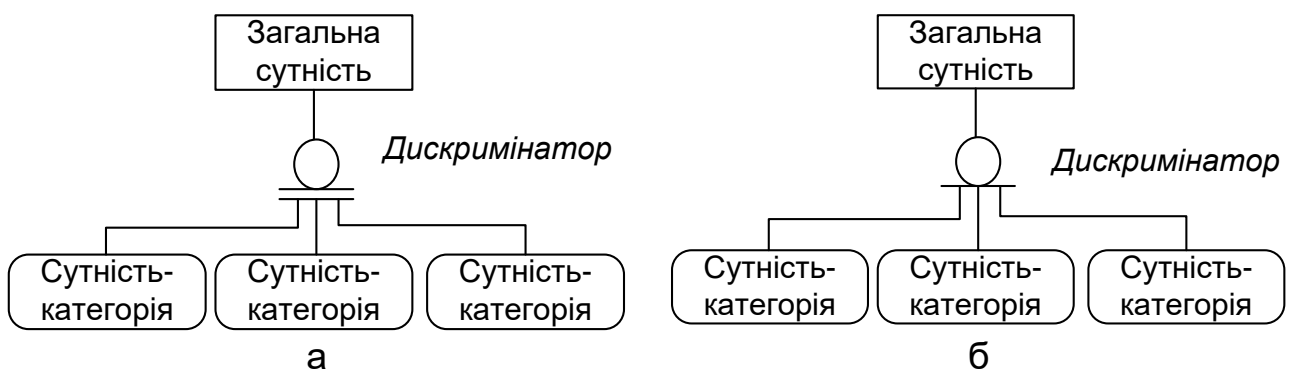 Загальна
сутність
Дискримінатор
Сутність-
категорія
Сутність-
категорія
Сутність-
категорія
а
Загальна
сутність
Дискримінатор
Сутність-
категорія
Сутність-
категорія
Сутність-
категорія
б